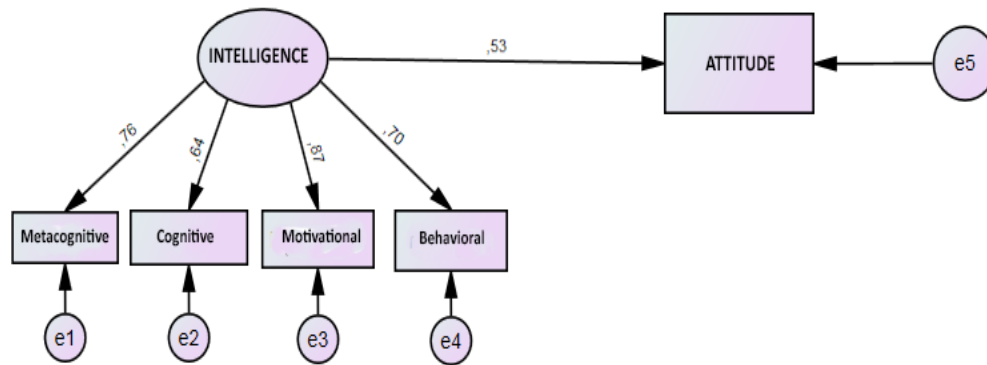 INTELLIGENCE
,53
ATTITUDE
e5
,76
,64
,87
,70
Metacognitive
Cognitive
Motivational
Behavioral
e1
e2
e3
e4